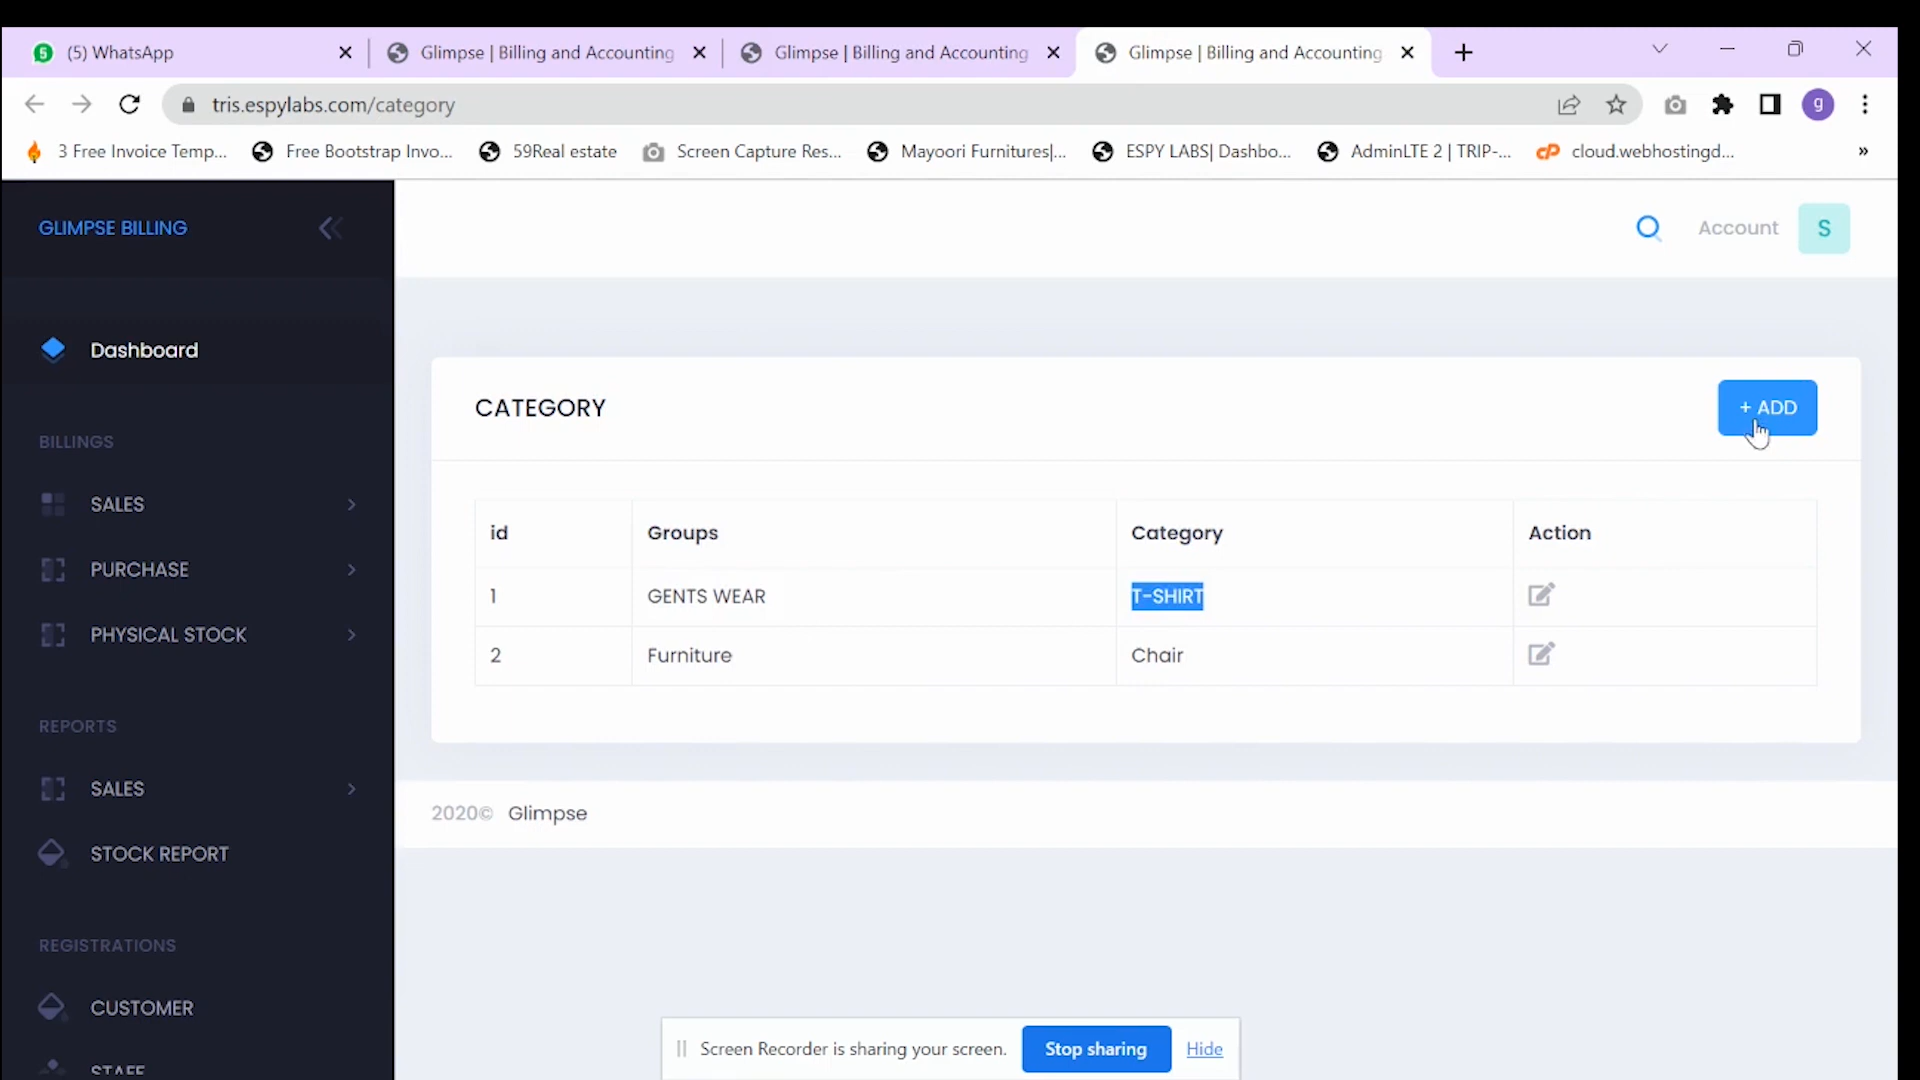 (5) WhatsApp
Glimpse | Billing and Accounting
Glimpse | Billing and Accounting
Glimpse | Billing and Accounting
tris.espylabs.com/category
g
3 Free Invoice Temp...
Free Bootstrap Invo...
59Real estate
Screen Capture Res...
Mayoori Furnitures|...
ESPY LABS| Dashbo...
AdminLTE 2 | TRIP-...
cP cloud.webhostingd...
»
GLIMPSE BILLING
Account
S
Dashboard
BILLINGS
SALES
PURCHASE
PHYSICAL STOCK
REPORTS
SALES
STOCK REPORT
REGISTRATIONS
CUSTOMER
STAFF
CATEGORY
+ ADD
id Groups Category Action
1 GENTS WEAR T-SHIRT
2 Furniture Chair
2020© Glimpse
Screen Recorder is sharing your screen.
Stop sharing
Hide